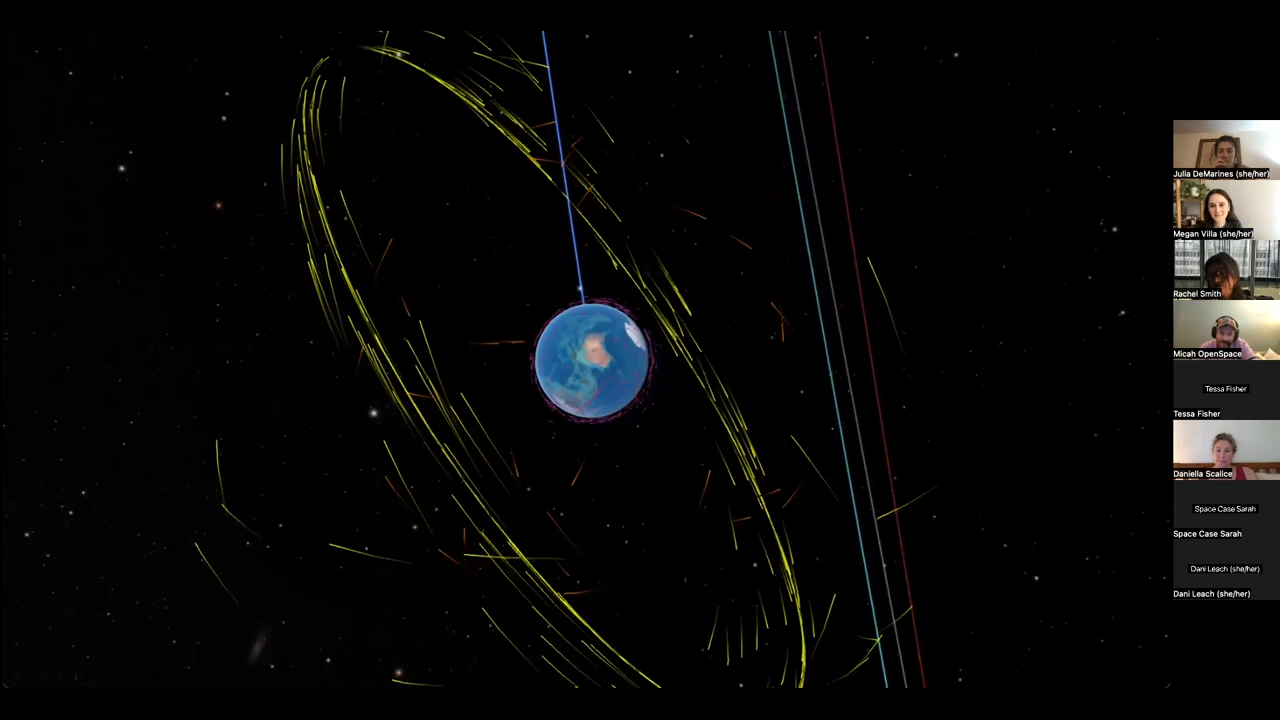 Julia DeMarines (she/her)
Megan Villa (she/her)
Rachel Smith
Micah OpenSpace
Tessa Fisher
Tessa Fisher
Daniella Scalice
Space Case Sarah
Space Case Sarah
Dani Leach (she/her)
Dani Leach (she/her)